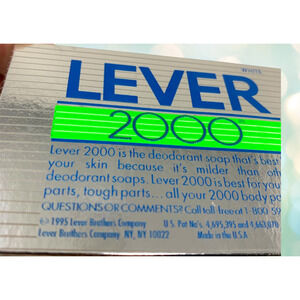 WHITE
LEVER
2000
Lever 2000 is the deodorant soap that's best
your skin because it's milder than oth
deodorant soaps. Lever 2000 is best for you
parts, tough parts... all your 2000 body p
QUESTIONS OR COMMENTS? Call toll-free at 1-800 59
© 1995 Lever Brothers Company U.S. Pat No's. 4,695,395 and 4,663,070
Lever Brothers Company NY, NY, 10022 Made in the U.S.A